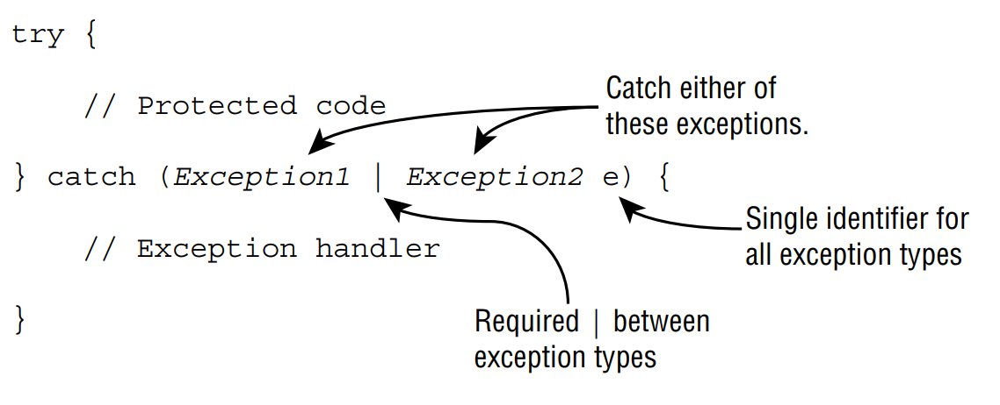 try {
// Protected code
Catch either of
these exceptions.
} catch (Exception1 | Exception2 e) {
Single identifier for
all exception types
// Exception handler
Required | between
exception types
}